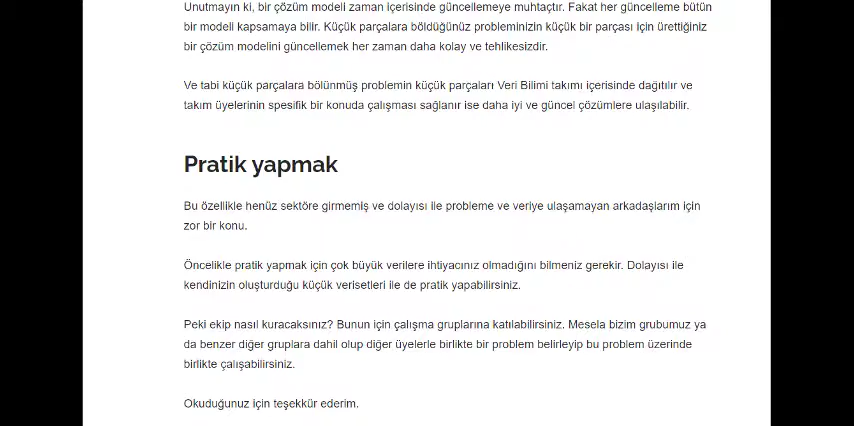 Unutmayın ki, bir çözüm modeli zaman içerisinde güncellemeye muhtaçtır. Fakat her güncelleme bütün
bir modeli kapsamaya bilir. Küçük parçalara böldüğünüz probleminizin küçük bir parçası için ürettiğiniz
bir çözüm modelini güncellemek her zaman daha kolay ve tehlikesizdir.
Ve tabi küçük parçalara bölünmüş problemin küçük parçaları Veri Bilimi takımı içerisinde dağıtılır ve
takım üyelerinin spesifik bir konuda çalışması sağlanır ise daha iyi ve güncel çözümlere ulaşılabilir.
Pratik yapmak
Bu özellikle henüz sektöre girmemiş ve dolayısı ile probleme ve veriye ulaşamayan arkadaşlarım için
zor bir konu.
Öncelikle pratik yapmak için çok büyük verilere ihtiyacınız olmadığını bilmeniz gerekir. Dolayısı ile
kendinizin oluşturduğu küçük verisetleri ile de pratik yapabilirsiniz.
Peki ekip nasıl kuracaksınız? Bunun için çalışma gruplarına katılabilirsiniz. Mesela bizim grubumuz ya
da benzer diğer gruplara dahil olup diğer üyelerle birlikte bir problem belirleyip bu problem üzerinde
birlikte çalışabilirsiniz.
Okuduğunuz için teşekkür ederim.